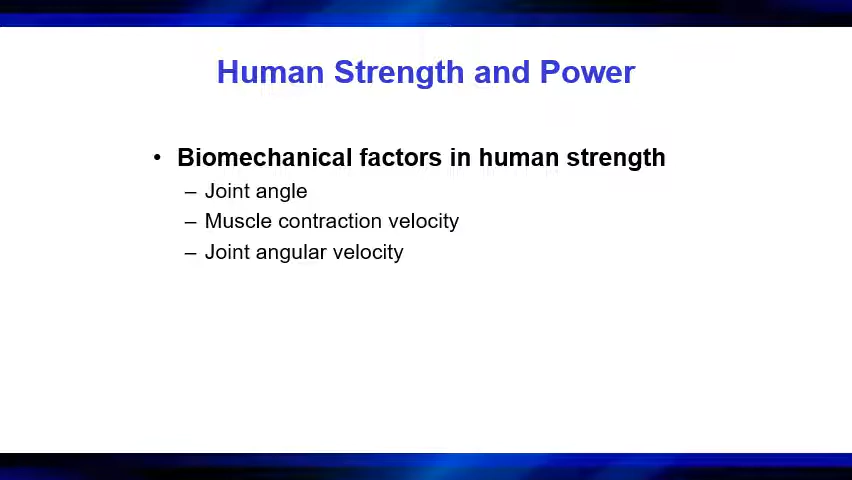 Human Strength and Power
• Biomechanical factors in human strength
– Joint angle
– Muscle contraction velocity
– Joint angular velocity